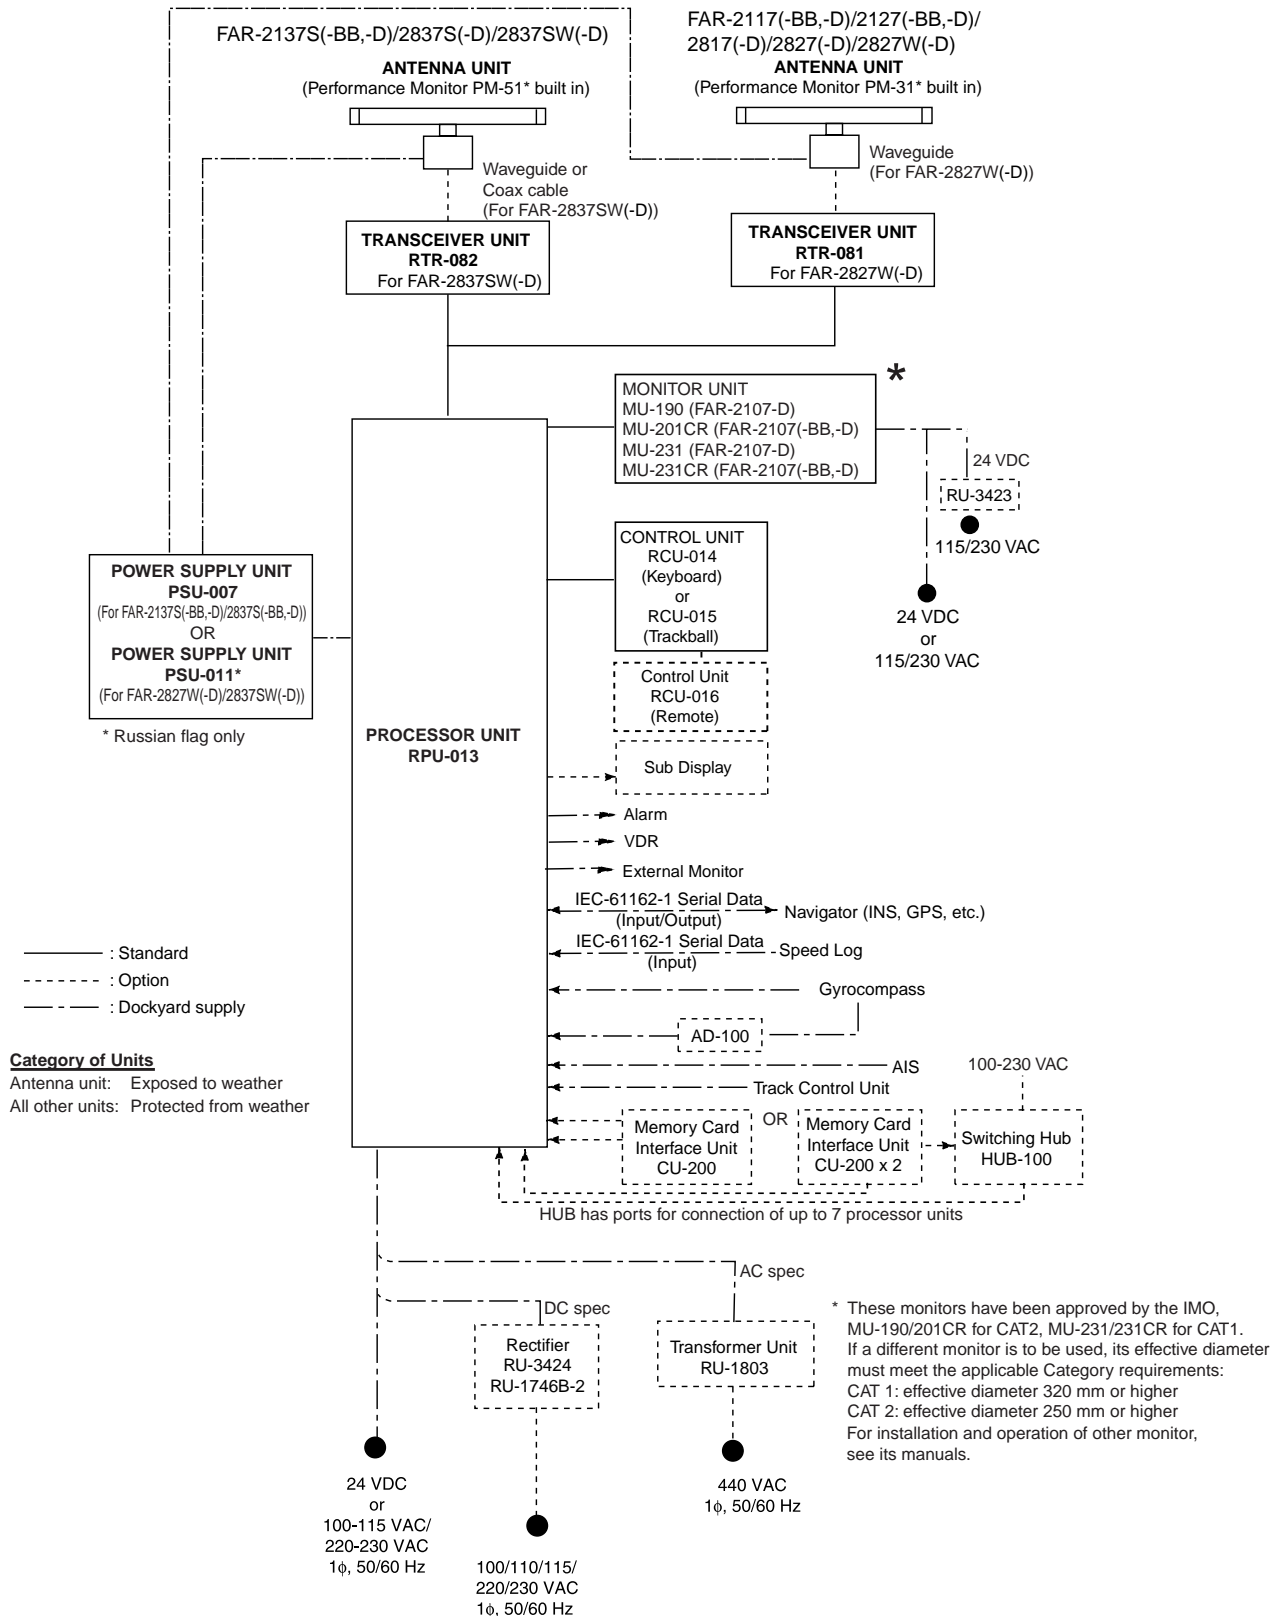 FAR-2137S(-BB,-D)/2837S(-D)/2837SW(-D)
ANTENNA UNIT
(Performance Monitor PM-51* built in)
FAR-2117(-BB,-D)/2127(-BB,-D)/
2817(-D)/2827(-D)/2827W(-D)
ANTENNA UNIT
(Performance Monitor PM-31* built in)
Waveguide or
Coax cable
(For FAR-2837SW(-D))
Waveguide
(For FAR-2827W(-D))
TRANSCEIVER UNIT
RTR-082
For FAR-2837SW(-D)
TRANSCEIVER UNIT
RTR-081
For FAR-2827W(-D)
*
MONITOR UNIT
MU-190 (FAR-2107-D)
MU-201CR (FAR-2107(-BB,-D)
MU-231 (FAR-2107-D)
MU-231CR (FAR-2107(-BB,-D)
24 VDC
RU-3423
115/230 VAC
24 VDC
or
115/230 VAC
CONTROL UNIT
RCU-014
(Keyboard)
or
RCU-015
(Trackball)
Control Unit
RCU-016
(Remote)
POWER SUPPLY UNIT
PSU-007
(For FAR-2137S(-BB,-D)/2837S(-BB,-D))
OR
POWER SUPPLY UNIT
PSU-011*
(For FAR-2827W(-D)/2837SW(-D))
* Russian flag only
PROCESSOR UNIT
RPU-013
Sub Display
Alarm
VDR
External Monitor
IEC-61162-1 Serial Data
(Input/Output)
Navigator (INS, GPS, etc.)
IEC-61162-1 Serial Data
(Input)
Speed Log
Gyrocompass
AD-100
AIS
Track Control Unit
: Standard
: Option
: Dockyard supply
Category of Units
Antenna unit: Exposed to weather
All other units: Protected from weather
Memory Card
Interface Unit
CU-200
OR
Memory Card
Interface Unit
CU-200 x 2
100-230 VAC
Switching Hub
HUB-100
HUB has ports for connection of up to 7 processor units
AC spec
DC spec
Rectifier
RU-3424
RU-1746B-2
Transformer Unit
RU-1803
* These monitors have been approved by the IMO,
MU-190/201CR for CAT2, MU-231/231CR for CAT1.
If a different monitor is to be used, its effective diameter
must meet the applicable Category requirements:
CAT 1: effective diameter 320 mm or higher
CAT 2: effective diameter 250 mm or higher
For installation and operation of other monitor,
see its manuals.
24 VDC
or
100-115 VAC/
220-230 VAC
1ϕ, 50/60 Hz
100/110/115/
220/230 VAC
1ϕ, 50/60 Hz
440 VAC
1ϕ, 50/60 Hz